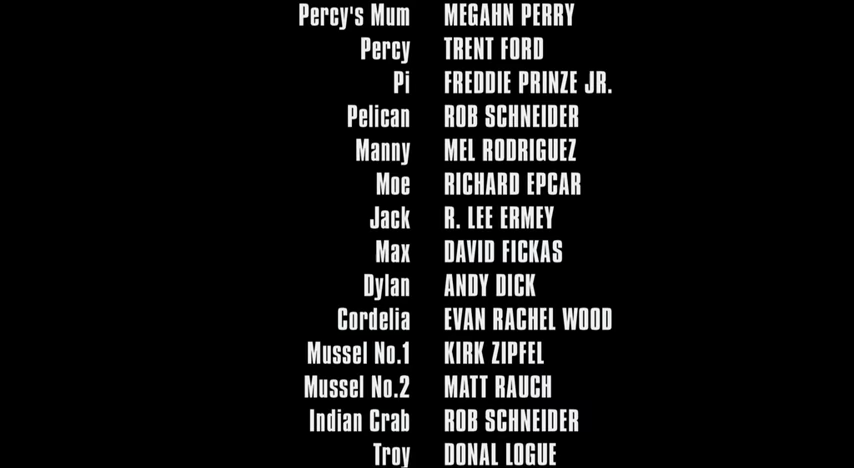 Percy's Mum MEGAHN PERRY
Percy TRENT FORD
Pi FREDDIE PRINZE JR.
Pelican ROB SCHNEIDER
Manny MEL RODRIGUEZ
Moe RICHARD EPCAR
Jack R. LEE ERMEY
Max DAVID FICKAS
Dylan ANDY DICK
Cordelia EVAN RACHEL WOOD
Mussel No.1 KIRK ZIPFEL
Mussel No.2 MATT RAUCH
Indian Crab ROB SCHNEIDER
Troy DONAL LOGUE